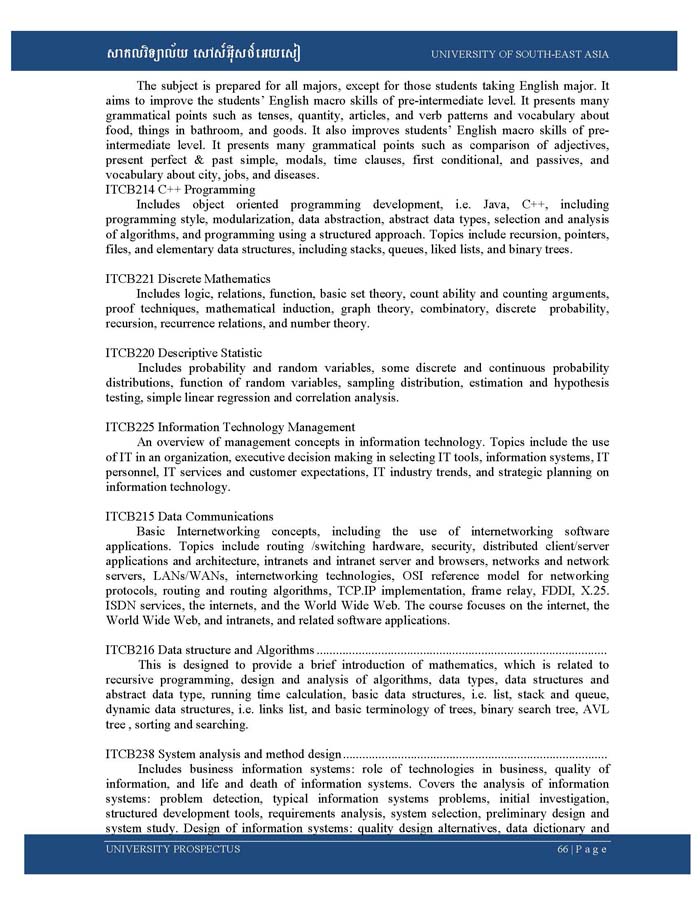 សាកលវិទ្យាល័យ សៅស៍អ៊ីសថ៍អេយសៀ UNIVERSITY OF SOUTH-EAST ASIA
The subject is prepared for all majors, except for those students taking English major. It
aims to improve the students’ English macro skills of pre-intermediate level. It presents many
grammatical points such as tenses, quantity, articles, and verb patterns and vocabulary about
food, things in bathroom, and goods. It also improves students’ English macro skills of pre-
intermediate level. It presents many grammatical points such as comparison of adjectives,
present perfect & past simple, modals, time clauses, first conditional, and passives, and
vocabulary about city, jobs, and diseases.
ITCB214 C++ Programming
Includes object oriented programming development, i.e. Java, C++, including
programming style, modularization, data abstraction, abstract data types, selection and analysis
of algorithms, and programming using a structured approach. Topics include recursion, pointers,
files, and elementary data structures, including stacks, queues, liked lists, and binary trees.
ITCB221 Discrete Mathematics
Includes logic, relations, function, basic set theory, count ability and counting arguments,
proof techniques, mathematical induction, graph theory, combinatory, discrete probability,
recursion, recurrence relations, and number theory.
ITCB220 Descriptive Statistic
Includes probability and random variables, some discrete and continuous probability
distributions, function of random variables, sampling distribution, estimation and hypothesis
testing, simple linear regression and correlation analysis.
ITCB225 Information Technology Management
An overview of management concepts in information technology. Topics include the use
of IT in an organization, executive decision making in selecting IT tools, information systems, IT
personnel, IT services and customer expectations, IT industry trends, and strategic planning on
information technology.
ITCB215 Data Communications
Basic Internetworking concepts, including the use of internetworking software
applications. Topics include routing /switching hardware, security, distributed client/server
applications and architecture, intranets and intranet server and browsers, networks and network
servers, LANs/WANs, internetworking technologies, OSI reference model for networking
protocols, routing and routing algorithms, TCP.IP implementation, frame relay, FDDI, X.25.
ISDN services, the internets, and the World Wide Web. The course focuses on the internet, the
World Wide Web, and intranets, and related software applications.
ITCB216 Data structure and Algorithms ............................................................................................
This is designed to provide a brief introduction of mathematics, which is related to
recursive programming, design and analysis of algorithms, data types, data structures and
abstract data type, running time calculation, basic data structures, i.e. list, stack and queue,
dynamic data structures, i.e. links list, and basic terminology of trees, binary search tree, AVL
tree , sorting and searching.
ITCB238 System analysis and method design ...................................................................................
Includes business information systems: role of technologies in business, quality of
information, and life and death of information systems. Covers the analysis of information
systems: problem detection, typical information systems problems, initial investigation,
structured development tools, requirements analysis, system selection, preliminary design and
system study. Design of information systems: quality design alternatives, data dictionary and
UNIVERSITY PROSPECTUS 66 | P a g e